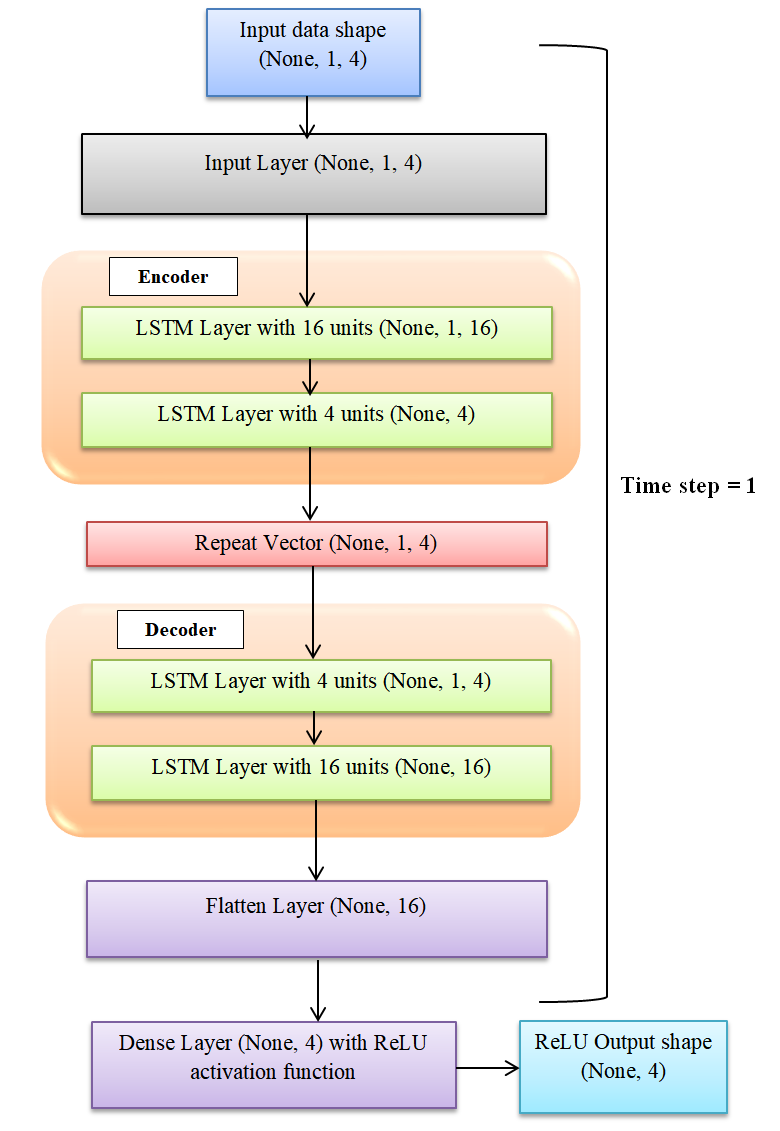 Input data shape
(None, 1, 4)
Input Layer (None, 1, 4)
Encoder
LSTM Layer with 16 units (None, 1, 16)
LSTM Layer with 4 units (None, 4)
Time step = 1
Repeat Vector (None, 1, 4)
Decoder
LSTM Layer with 4 units (None, 1, 4)
LSTM Layer with 16 units (None, 16)
Flatten Layer (None, 16)
Dense Layer (None, 4) with ReLU
activation function
ReLU Output shape
(None, 4)